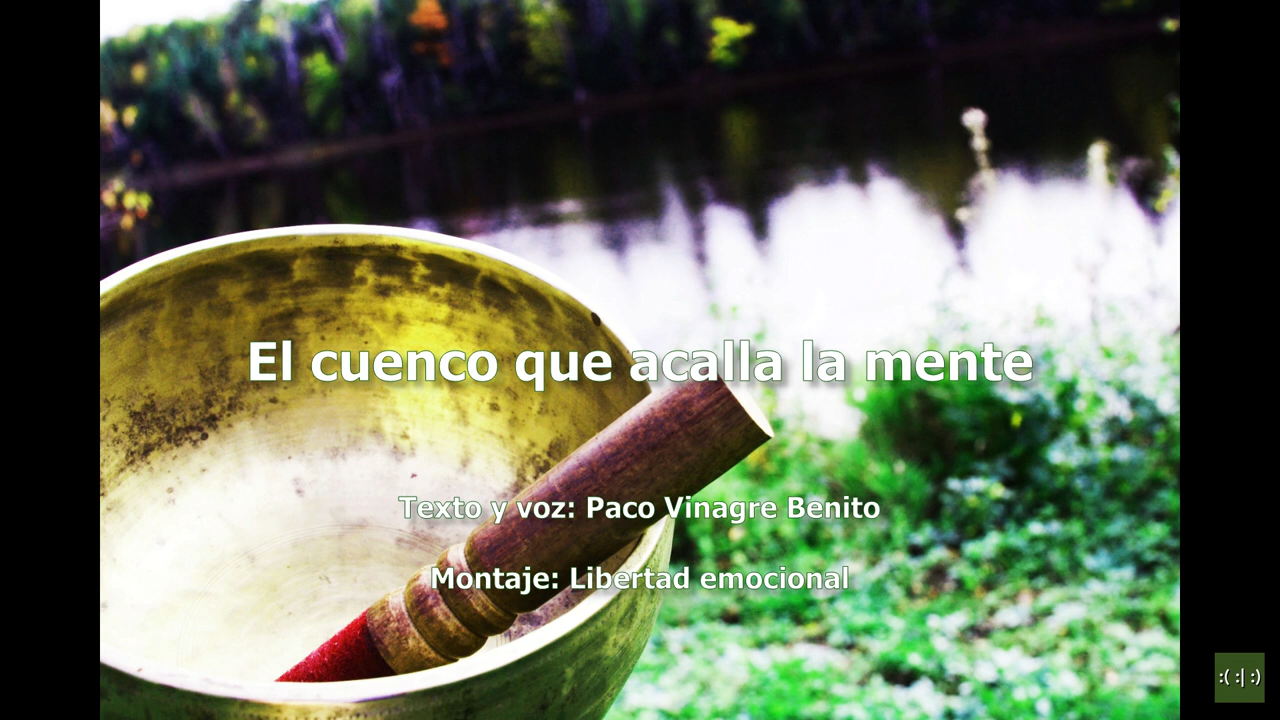 El cuenco que acalla la mente
Texto y voz: Paco Vinagre Benito
Montaje: Libertad emocional
:( :| :)